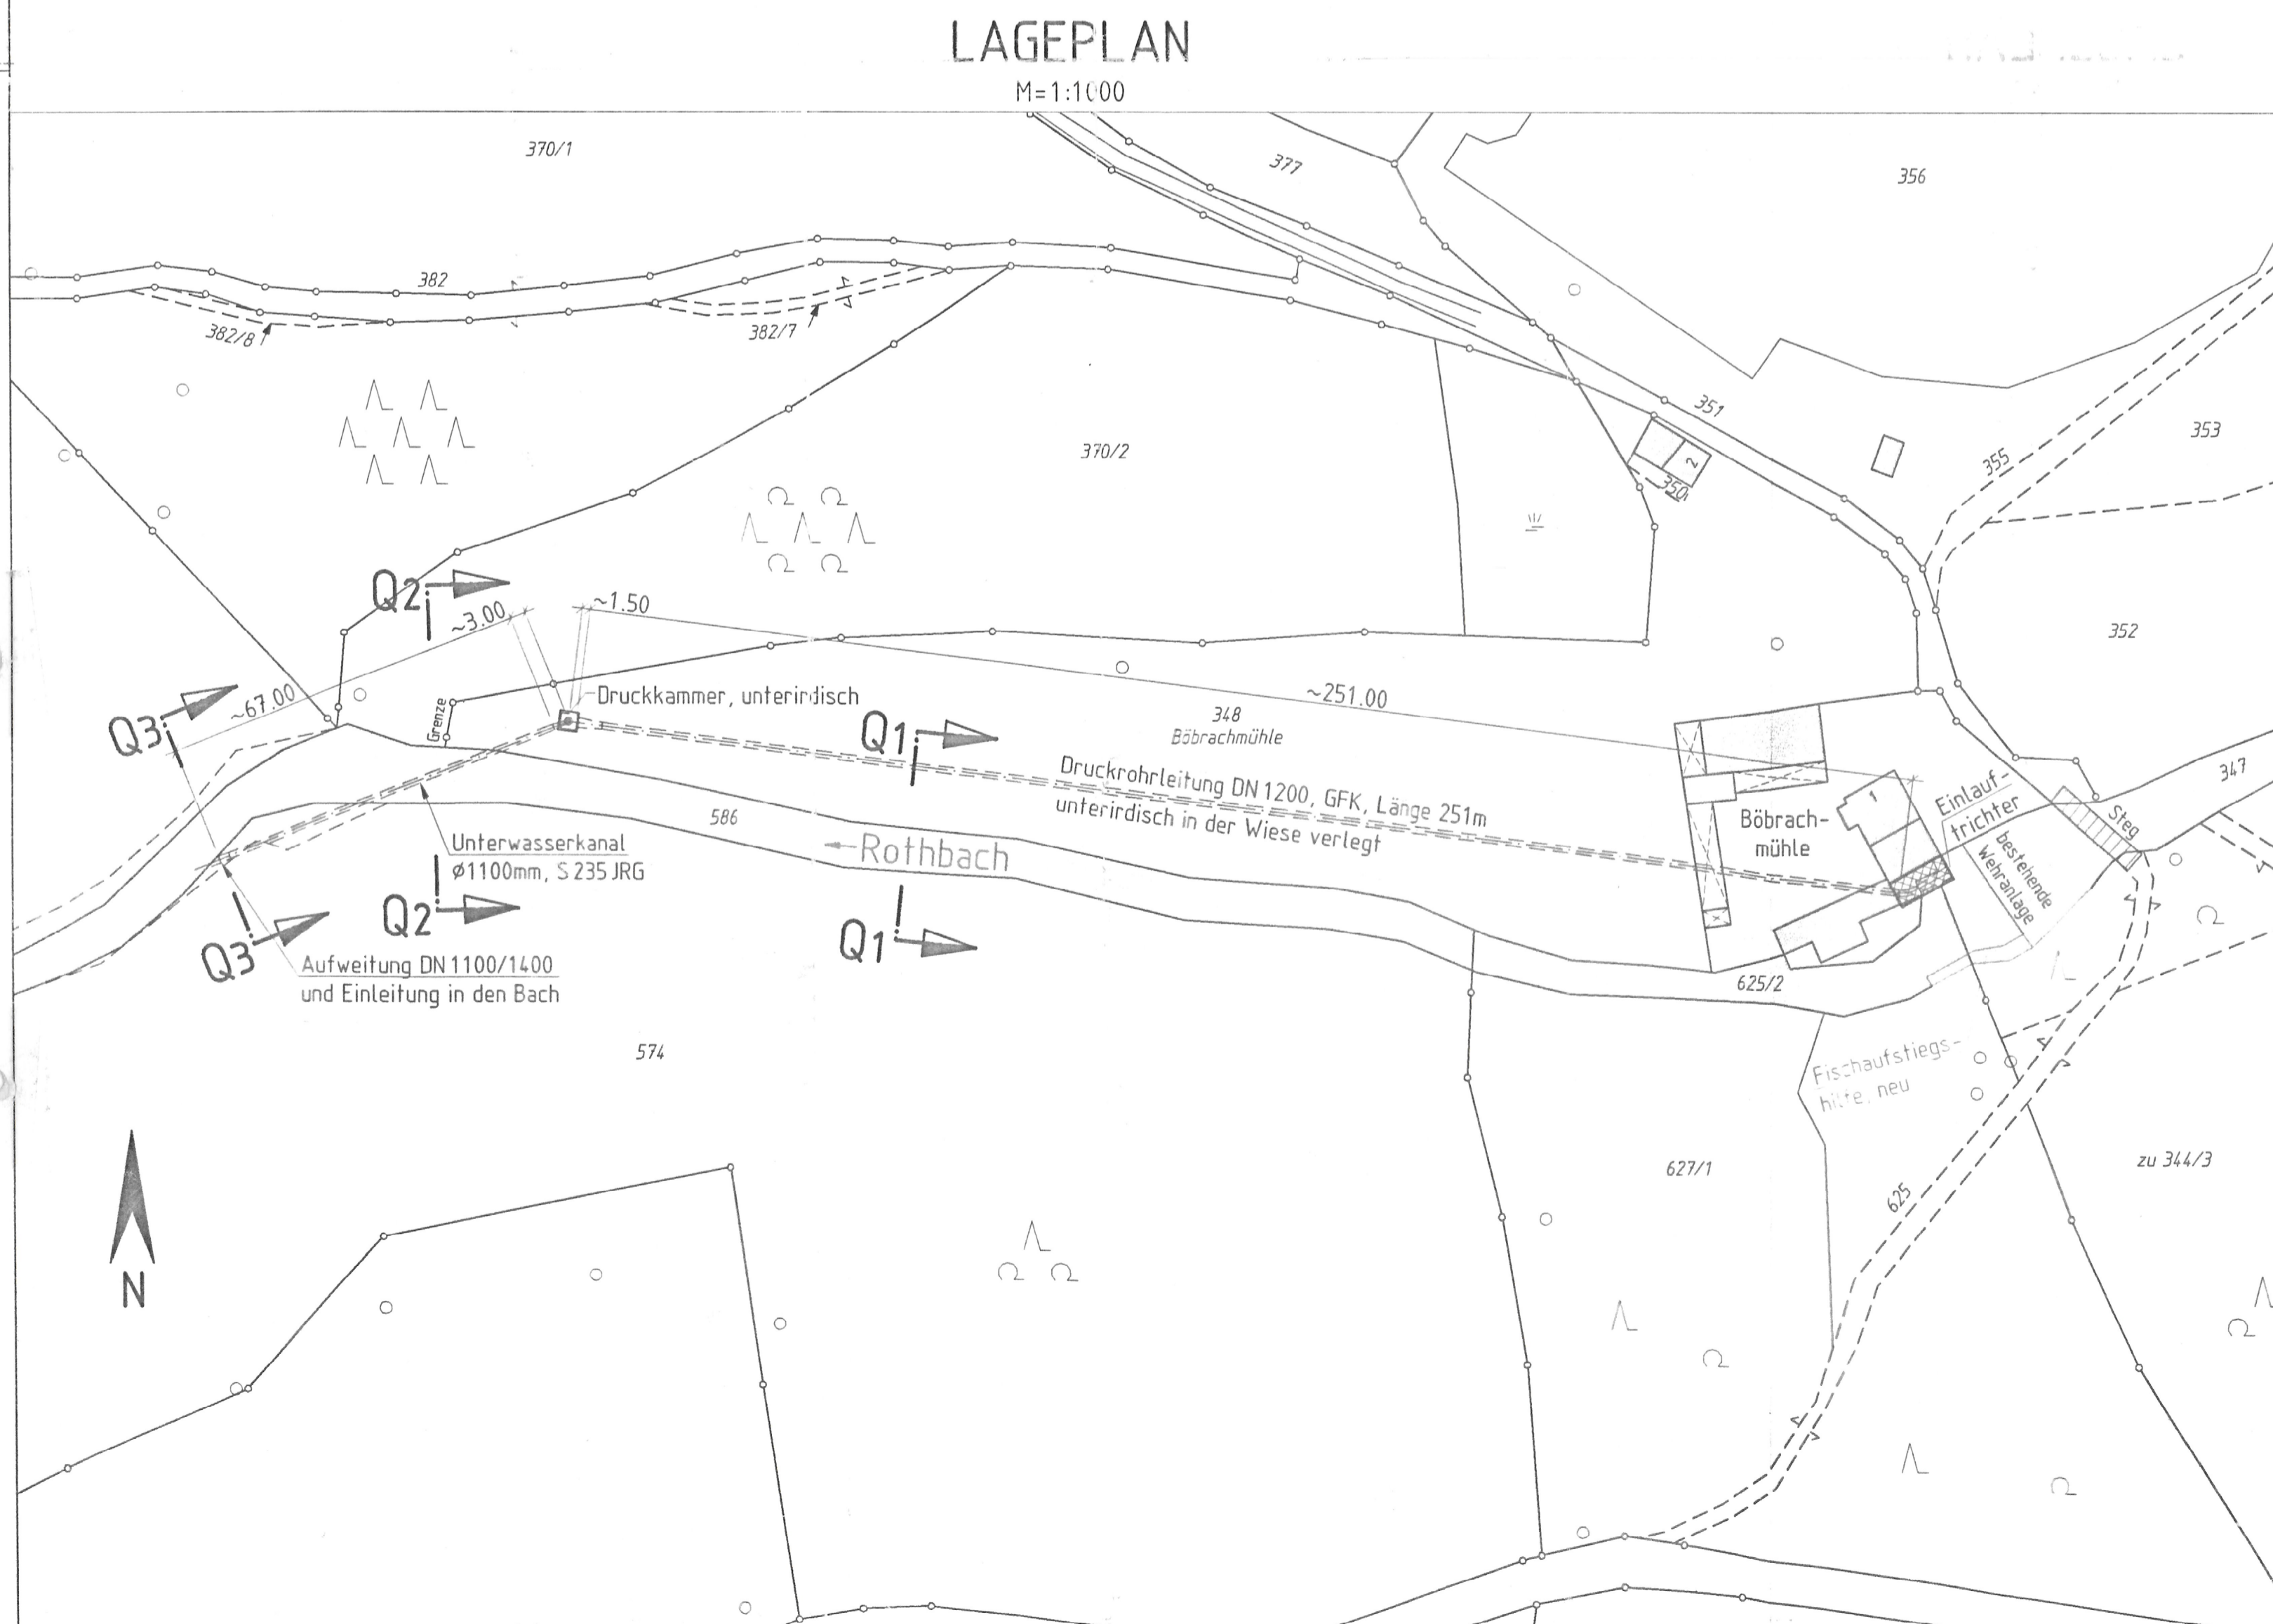 LAGEPLAN
M=1:1000
370/1
377
356
382
382/8
382/7
351
353
355
370/2
2
350
352
Q2
~3.00
~1.50
~67.00
Q3
Grenze
Druckkammer, unterirdisch
Q1
~251.00
348
Böbrachmühle
Druckrohrleitung DN 1200, GFK, Länge 251m
unterirdisch in der Wiese verlegt
347
Einlauf-
trichter
Steg
bestehende
Wehranlage
1
Böbrach-
mühle
586
Rothbach
Unterwasserkanal
ø1100mm, S 235 JRG
Q2
Q1
Q3
Aufweitung DN 1100/1400
und Einleitung in den Bach
625/2
574
Fischaufstiegs-
hilfe, neu
627/1
625
zu 344/3
N